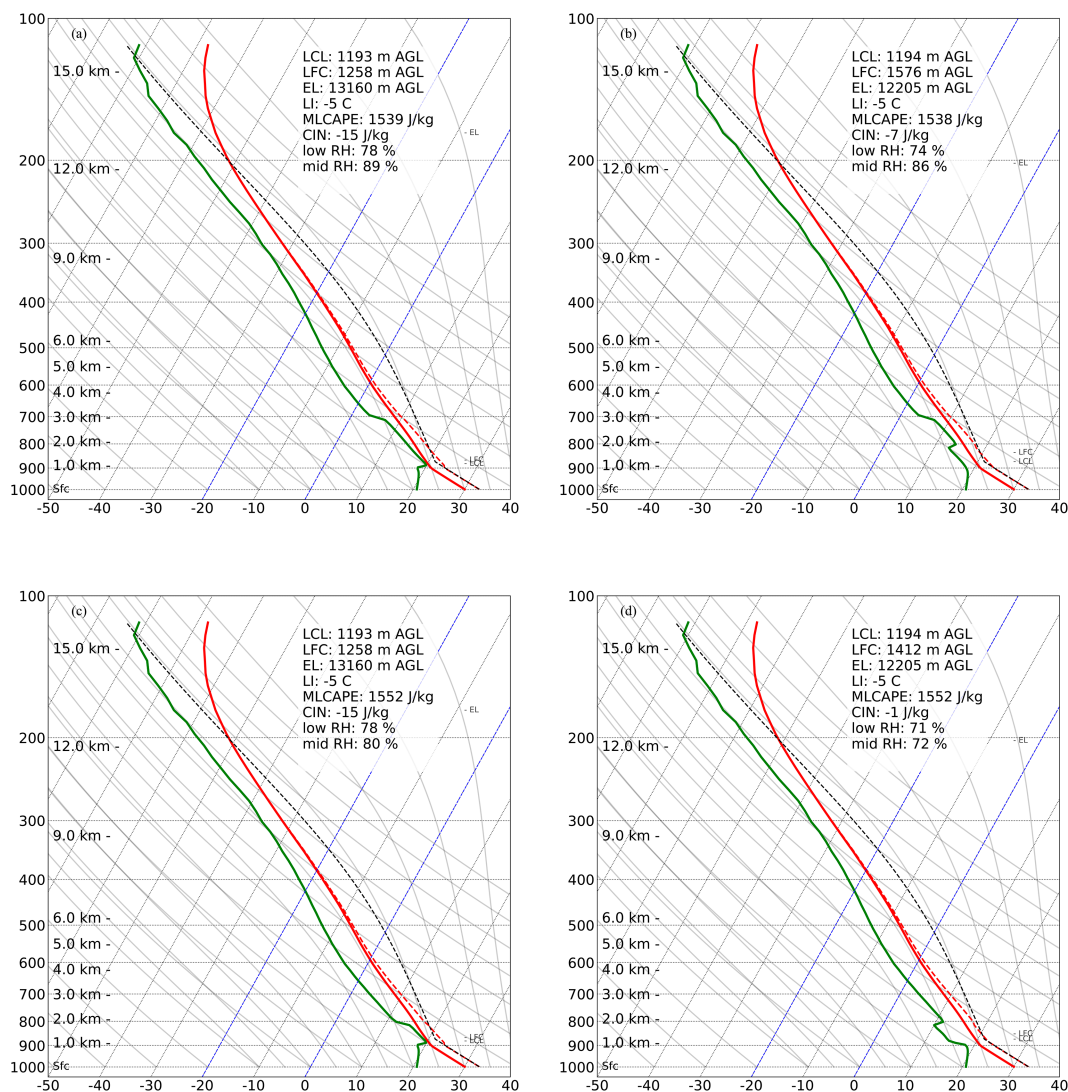 100
(a)
15.0 km -
LCL: 1193 m AGL
LFC: 1258 m AGL
EL: 13160 m AGL
LI: -5 C
MLCAPE: 1539 J/kg
CIN: -15 J/kg
low RH: 78 %
mid RH: 89 %
- EL
200
12.0 km -
300
9.0 km -
400
6.0 km -
500
5.0 km -
600
4.0 km -
700
3.0 km -
800
2.0 km -
- LFC
- LCL
900
1.0 km -
1000
Sfc
-50 -40 -30 -20 -10 0 10 20 30 40
100
(b)
15.0 km -
LCL: 1194 m AGL
LFC: 1576 m AGL
EL: 12205 m AGL
LI: -5 C
MLCAPE: 1538 J/kg
CIN: -7 J/kg
low RH: 74 %
mid RH: 86 %
- EL
200
12.0 km -
300
9.0 km -
400
6.0 km -
500
5.0 km -
600
4.0 km -
700
3.0 km -
800
2.0 km -
- LFC
- LCL
900
1.0 km -
1000
Sfc
-50 -40 -30 -20 -10 0 10 20 30 40
100
(c)
15.0 km -
LCL: 1193 m AGL
LFC: 1258 m AGL
EL: 13160 m AGL
LI: -5 C
MLCAPE: 1552 J/kg
CIN: -15 J/kg
low RH: 78 %
mid RH: 80 %
- EL
200
12.0 km -
300
9.0 km -
400
6.0 km -
500
5.0 km -
600
4.0 km -
700
3.0 km -
800
2.0 km -
- LFC
- LCL
900
1.0 km -
1000
Sfc
-50 -40 -30 -20 -10 0 10 20 30 40
100
(d)
15.0 km -
LCL: 1194 m AGL
LFC: 1412 m AGL
EL: 12205 m AGL
LI: -5 C
MLCAPE: 1552 J/kg
CIN: -1 J/kg
low RH: 71 %
mid RH: 72 %
- EL
200
12.0 km -
300
9.0 km -
400
6.0 km -
500
5.0 km -
600
4.0 km -
700
3.0 km -
800
2.0 km -
- LFC
- LCL
900
1.0 km -
1000
Sfc
-50 -40 -30 -20 -10 0 10 20 30 40